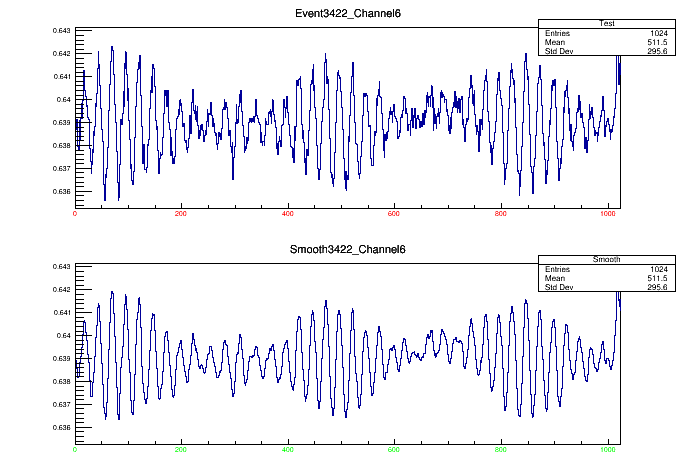 Event3422_Channel6
Test
Entries 1024
Mean 511.5
Std Dev 295.6
0.643
0.642
0.641
0.64
0.639
0.638
0.637
0.636
0 200 400 600 800 1000
Smooth3422_Channel6
Smooth
Entries 1024
Mean 511.5
Std Dev 295.6
0.643
0.642
0.641
0.64
0.639
0.638
0.637
0.636
0 200 400 600 800 1000